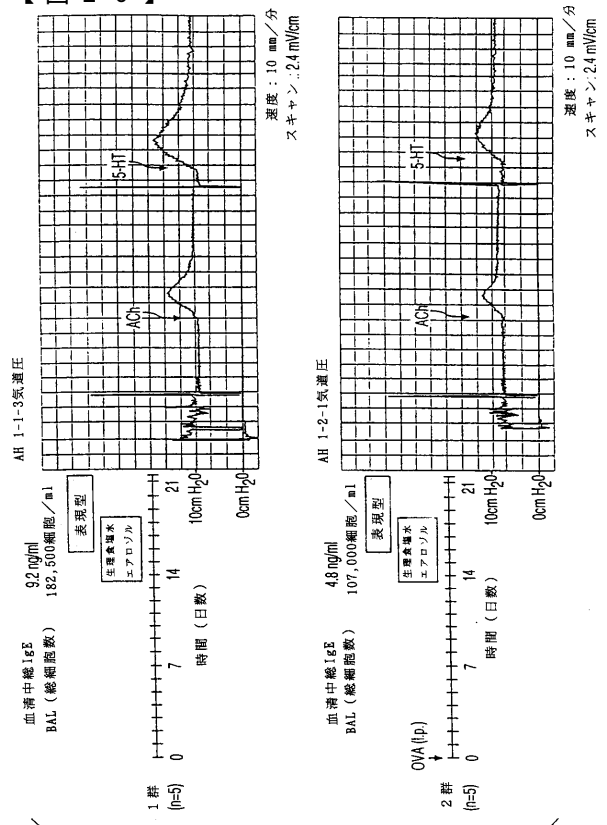 血清中総IgE 9.2 ng/ml
BAL (総細胞数) 182,500細胞/ml
表現型
生理食塩水
エアロゾル
1群
(n=5)
0 7 14 21
時間 (日数)
AH 1-1-3気道圧
10cm H2O
0cm H2O
ACh
5-HT
速度:10 mm/分
スキャン:2.4 mV/cm
血清中総IgE 4.8 ng/ml
BAL (総細胞数) 107,000細胞/ml
表現型
生理食塩水
エアロゾル
OVA (I.p.)
2群
(n=5)
0 7 14 21
時間 (日数)
AH 1-2-1気道圧
10cm H2O
0cm H2O
ACh
5-HT
速度:10 mm/分
スキャン:2.4 mV/cm